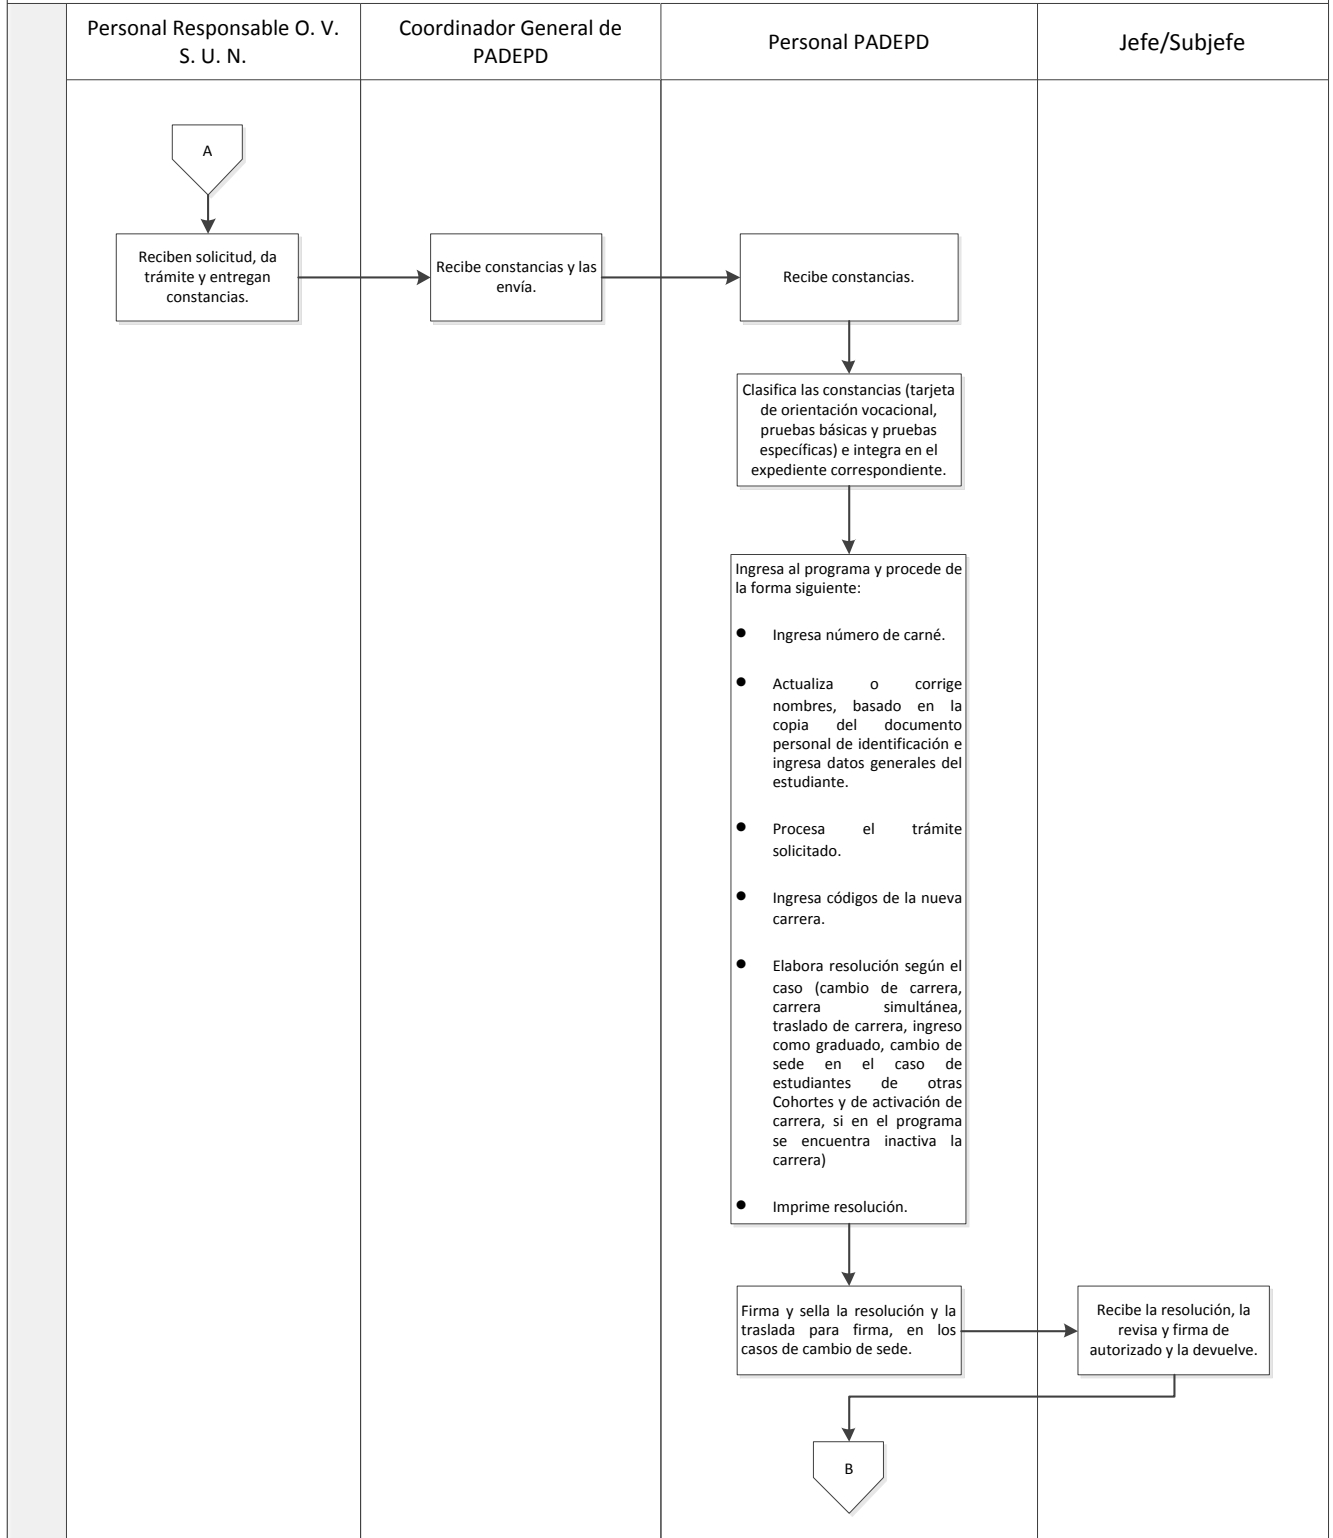 Personal Responsable O. V.
S. U. N.
Coordinador General de
PADEPD
Personal PADEPD
Jefe/Subjefe
A
Reciben solicitud, da
trámite y entregan
constancias.
Recibe constancias y las
envía.
Recibe constancias.
Clasifica las constancias (tarjeta
de orientación vocacional,
pruebas básicas y pruebas
específicas) e integra en el
expediente correspondiente.
Ingresa al programa y procede de
la forma siguiente:
● Ingresa número de carné.
● Actualiza o corrige
nombres, basado en la
copia del documento
personal de identificación e
ingresa datos generales del
estudiante.
● Procesa el trámite
solicitado.
● Ingresa códigos de la nueva
carrera.
● Elabora resolución según el
caso (cambio de carrera,
carrera simultánea,
traslado de carrera, ingreso
como graduado, cambio de
sede en el caso de
estudiantes de otras
Cohortes y de activación de
carrera, si en el programa
se encuentra inactiva la
carrera)
● Imprime resolución.
Firma y sella la resolución y la
traslada para firma, en los
casos de cambio de sede.
Recibe la resolución, la
revisa y firma de
autorizado y la devuelve.
B